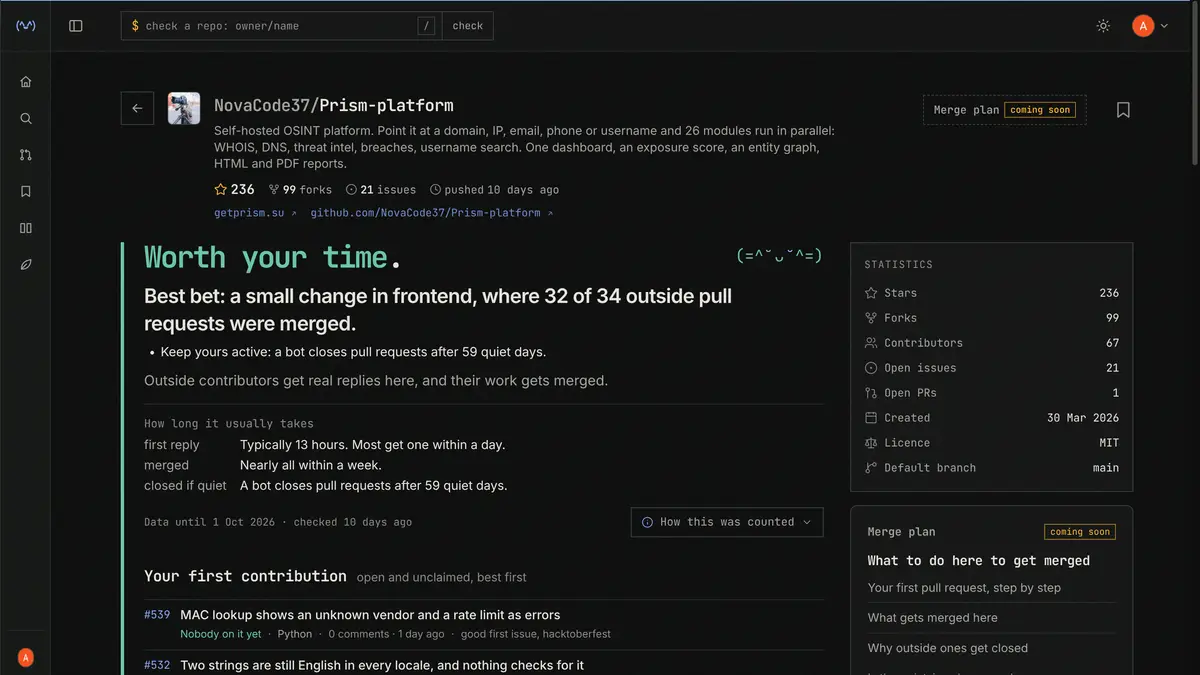 $ check a repo: owner/name / check
A
NovaCode37/Prism-platform
Merge plan coming soon
Self-hosted OSINT platform. Point it at a domain, IP, email, phone or username and 26 modules run in parallel:
WHOIS, DNS, threat intel, breaches, username search. One dashboard, an exposure score, an entity graph,
HTML and PDF reports.
236 99 forks 21 issues pushed 10 days ago
getprism.su ↗ github.com/NovaCode37/Prism-platform ↗
Worth your time.
(=^˘ᴗ˘^=)
Best bet: a small change in frontend, where 32 of 34 outside pull
requests were merged.
• Keep yours active: a bot closes pull requests after 59 quiet days.
Outside contributors get real replies here, and their work gets merged.
How long it usually takes
first reply Typically 13 hours. Most get one within a day.
merged Nearly all within a week.
closed if quiet A bot closes pull requests after 59 quiet days.
Data until 1 Oct 2026 · checked 10 days ago
How this was counted
Your first contribution open and unclaimed, best first
#539 MAC lookup shows an unknown vendor and a rate limit as errors
Nobody on it yet · Python · 0 comments · 1 day ago · good first issue, hacktoberfest
#532 Two strings are still English in every locale, and nothing checks for it
STATISTICS
Stars 236
Forks 99
Contributors 67
Open issues 21
Open PRs 1
Created 30 Mar 2026
Licence MIT
Default branch main
Merge plan coming soon
What to do here to get merged
Your first pull request, step by step
What gets merged here
Why outside ones get closed
A